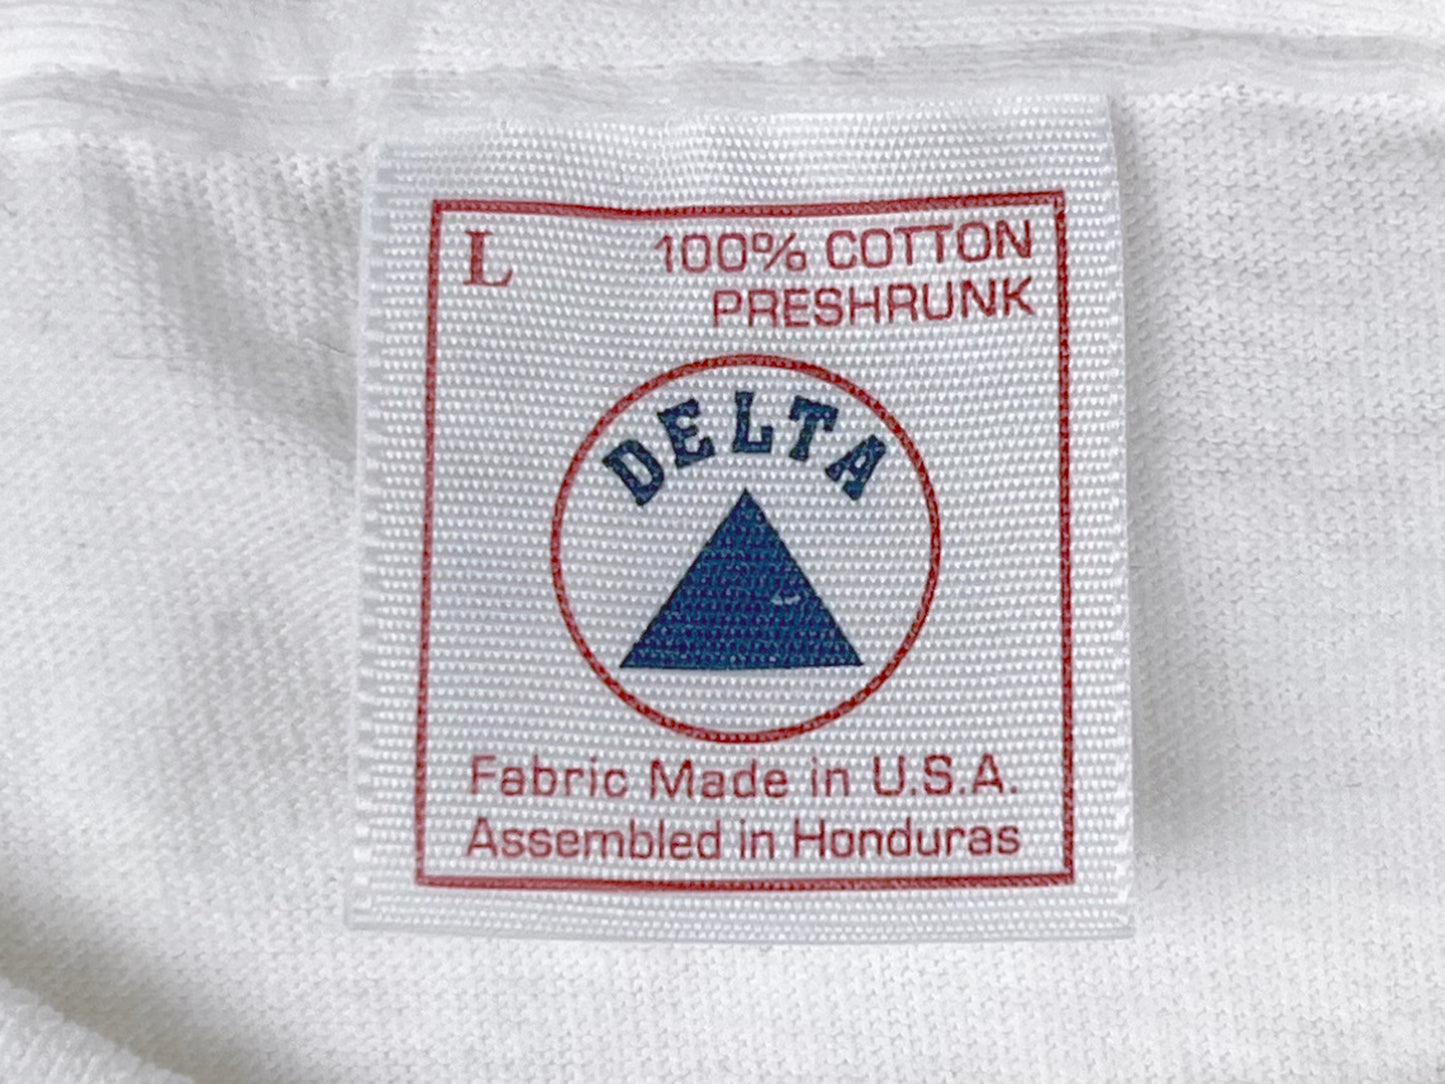 L
100% COTTON
PRESHRUNK
DELTA
Fabric Made in U.S.A.
Assembled in Honduras